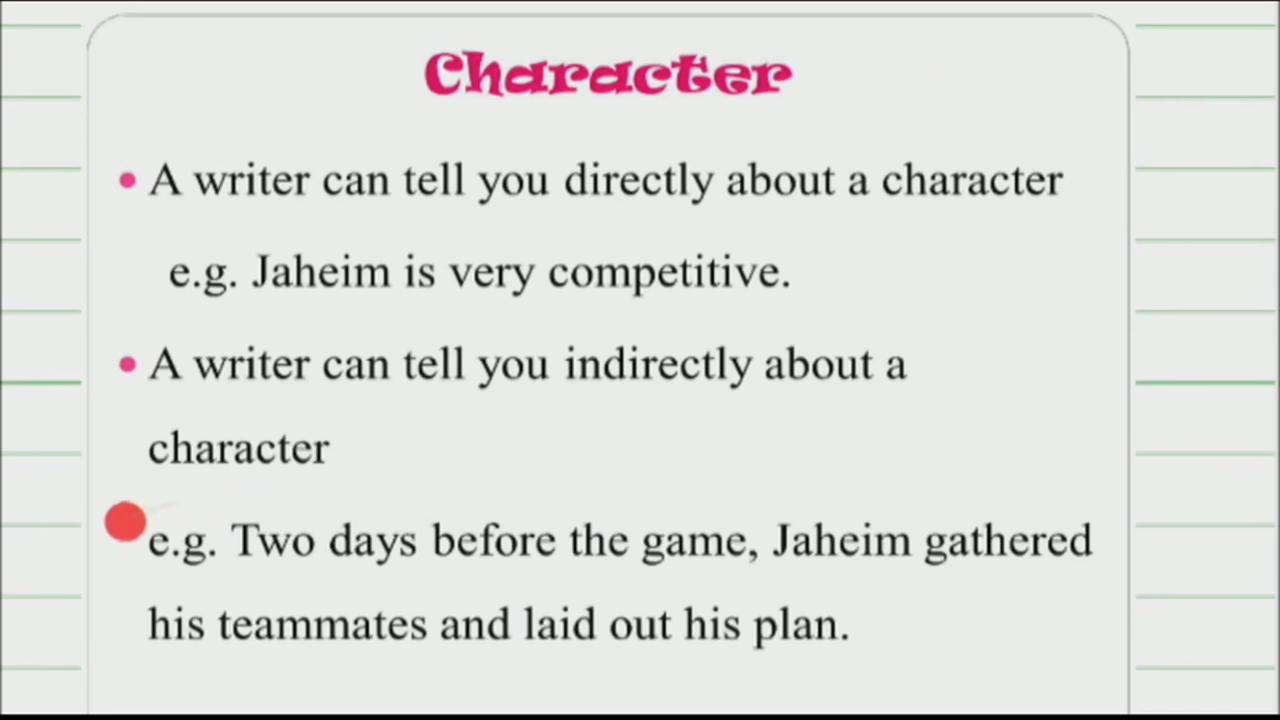 Character
• A writer can tell you directly about a character
e.g. Jaheim is very competitive.
• A writer can tell you indirectly about a
character
e.g. Two days before the game, Jaheim gathered
his teammates and laid out his plan.